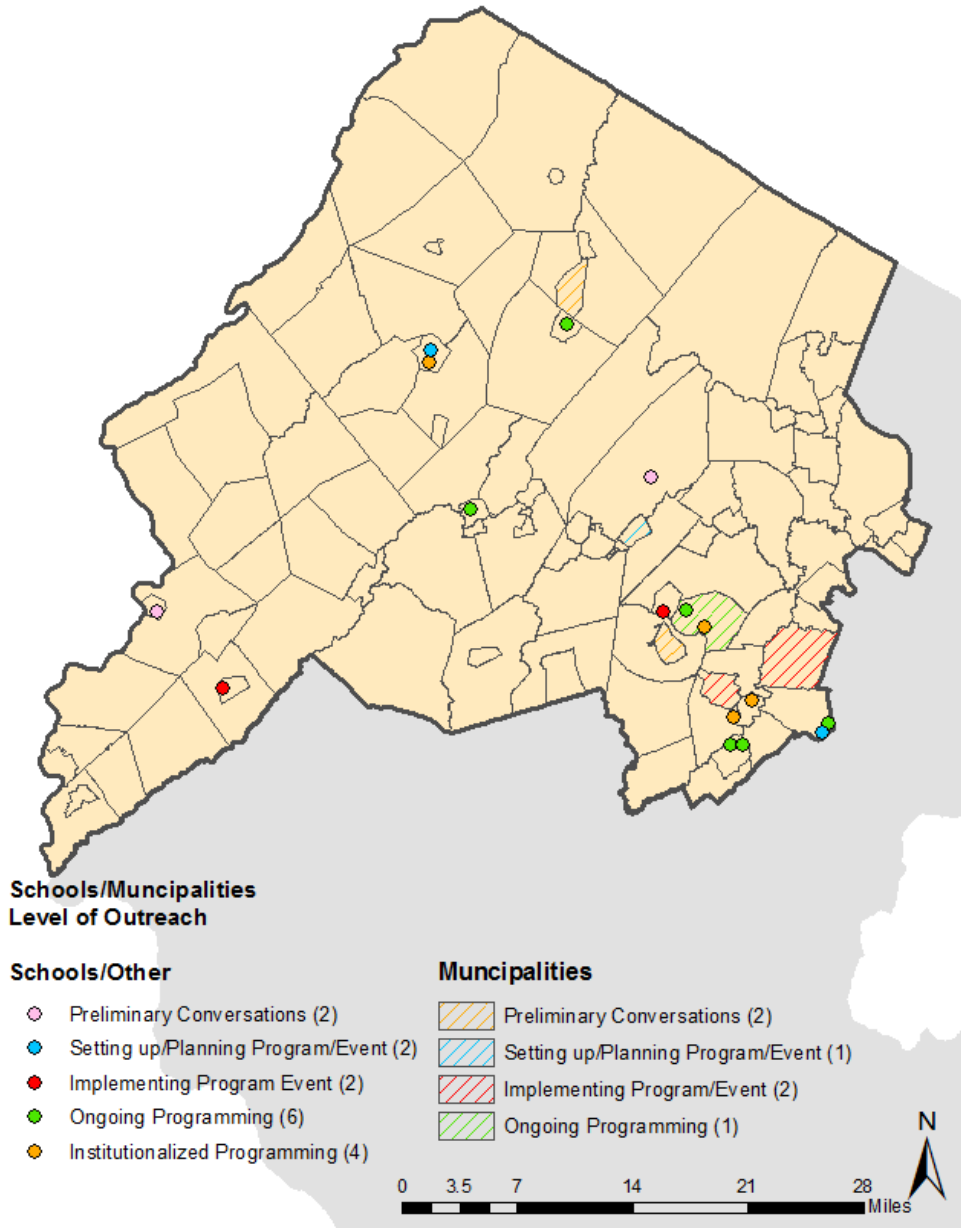 Schools/Muncipalities
Level of Outreach
Schools/Other
Preliminary Conversations (2)
Setting up/Planning Program/Event (2)
Implementing Program Event (2)
Ongoing Programming (6)
Institutionalized Programming (4)
Muncipalities
Preliminary Conversations (2)
Setting up/Planning Program/Event (1)
Implementing Program/Event (2)
Ongoing Programming (1)
N
0 3.5 7 14 21 28
Miles